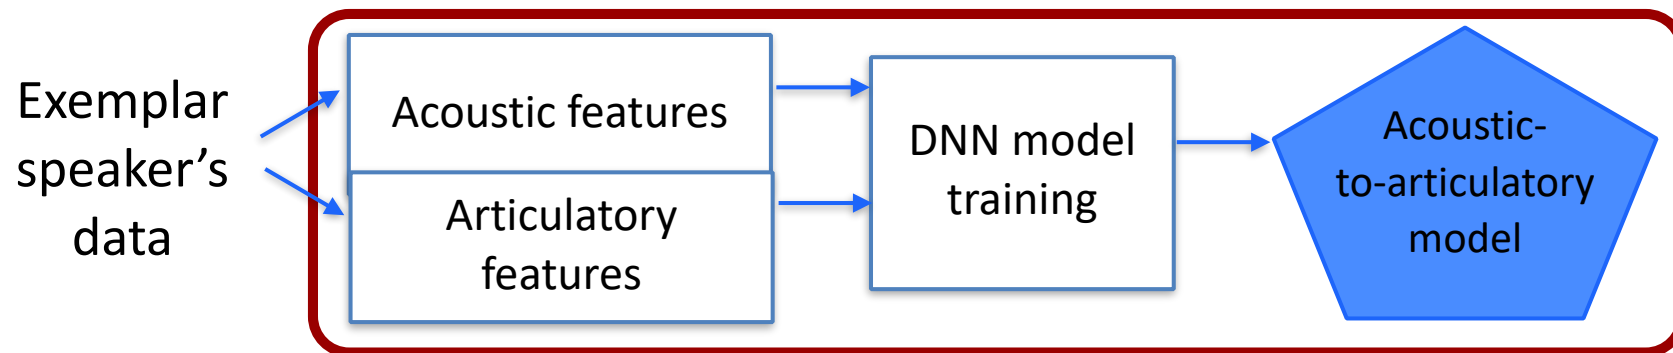 Exemplar
speaker’s
data
Acoustic features
Articulatory
features
DNN model
training
Acoustic-
to-articulatory
model